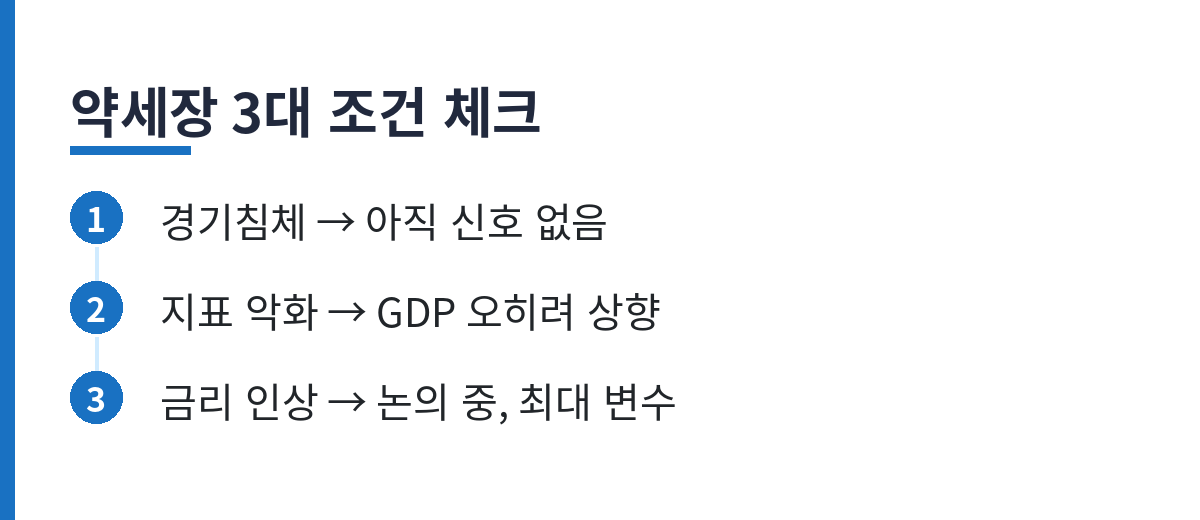 약세장 3대 조건 체크
1 경기침체 → 아직 신호 없음
2 지표 악화 → GDP 오히려 상향
3 금리 인상 → 논의 중, 최대 변수